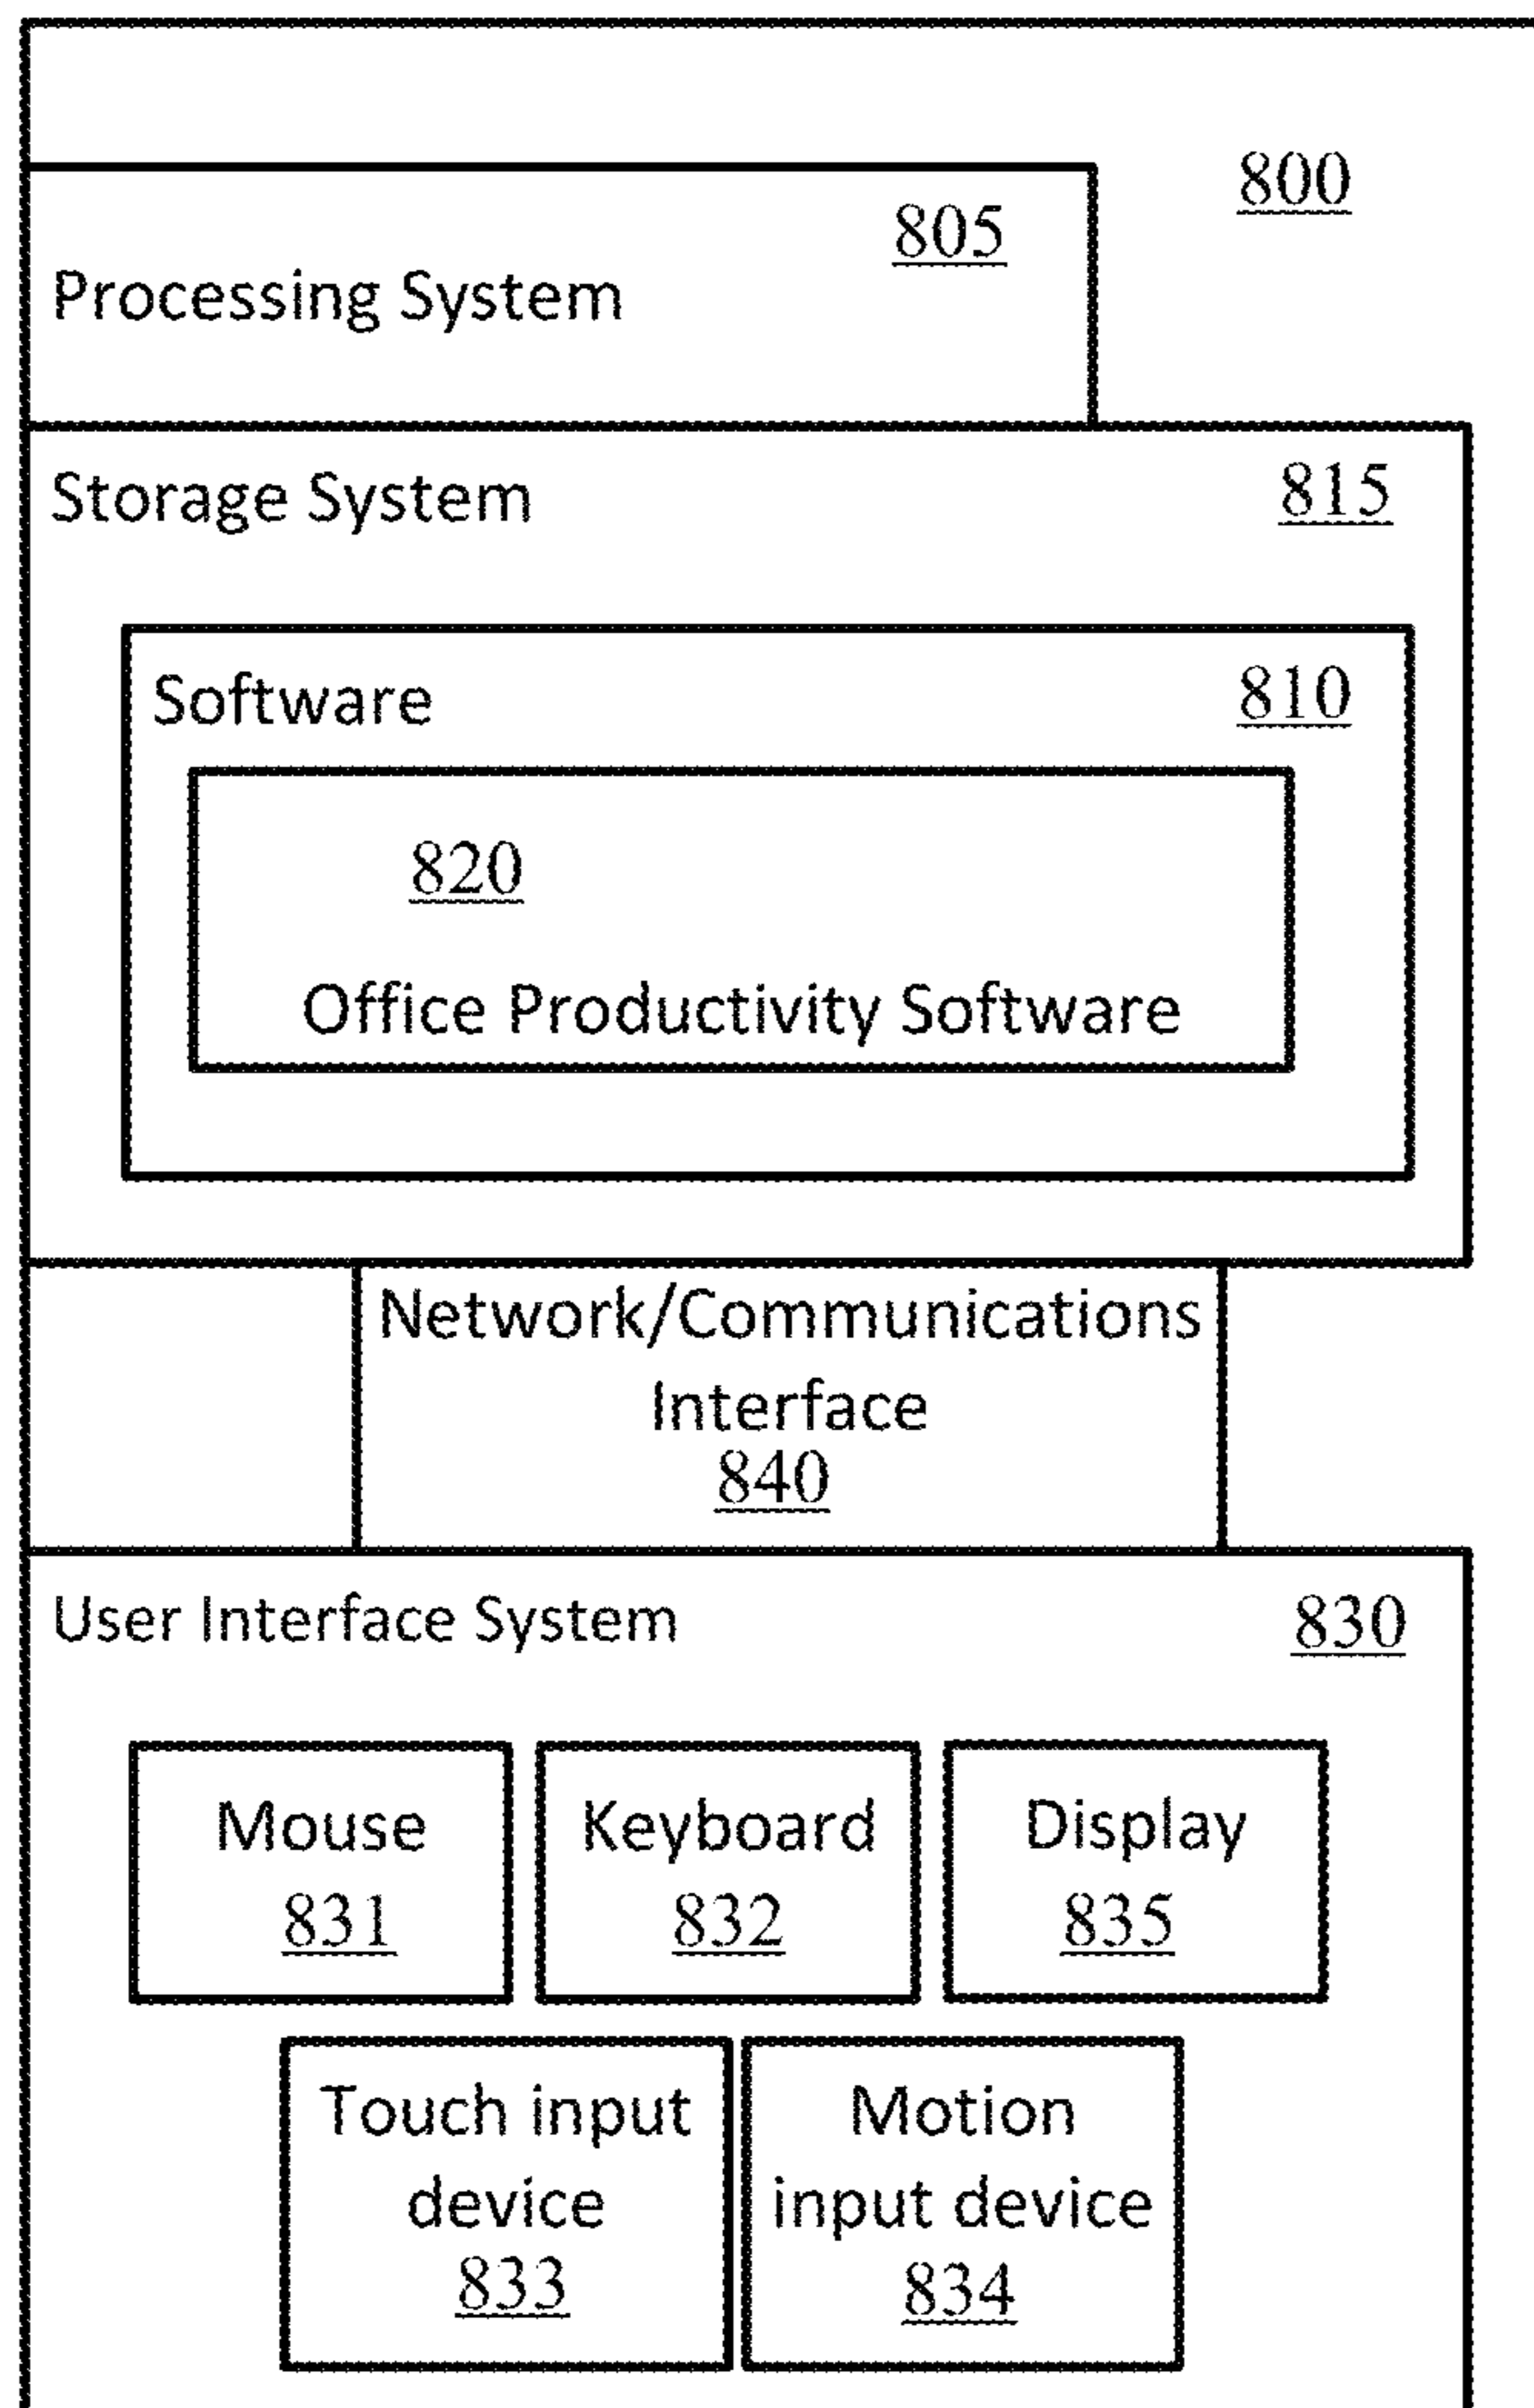 800
805
Processing System
Storage System 815
Software 810
820
Office Productivity Software
Network/Communications
Interface
840
User Interface System 830
Mouse
831
Keyboard
832
Display
835
Touch input
device
833
Motion
input device
834